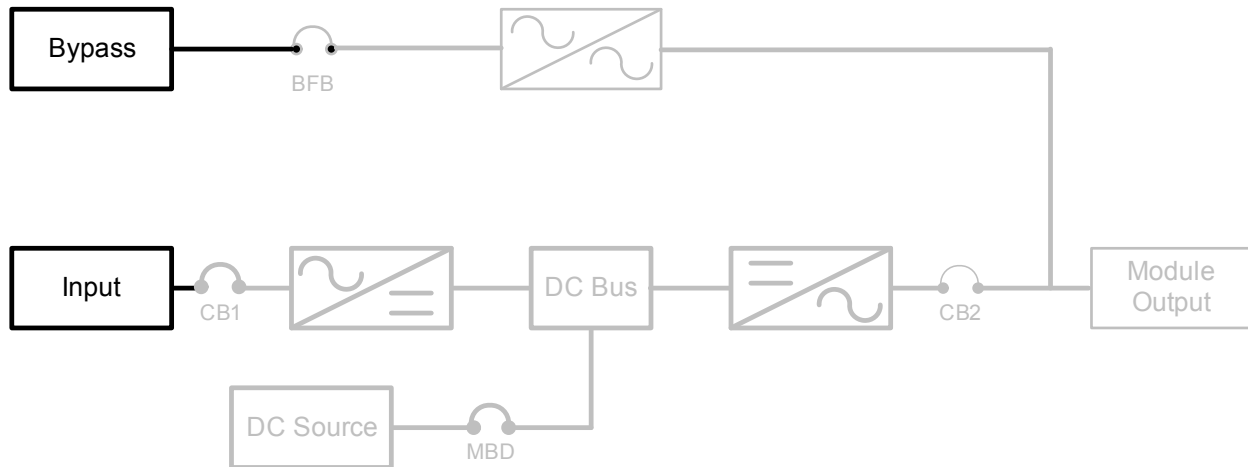 Bypass
BFB
Input
CB1
DC Bus
CB2
Module
Output
DC Source
MBD